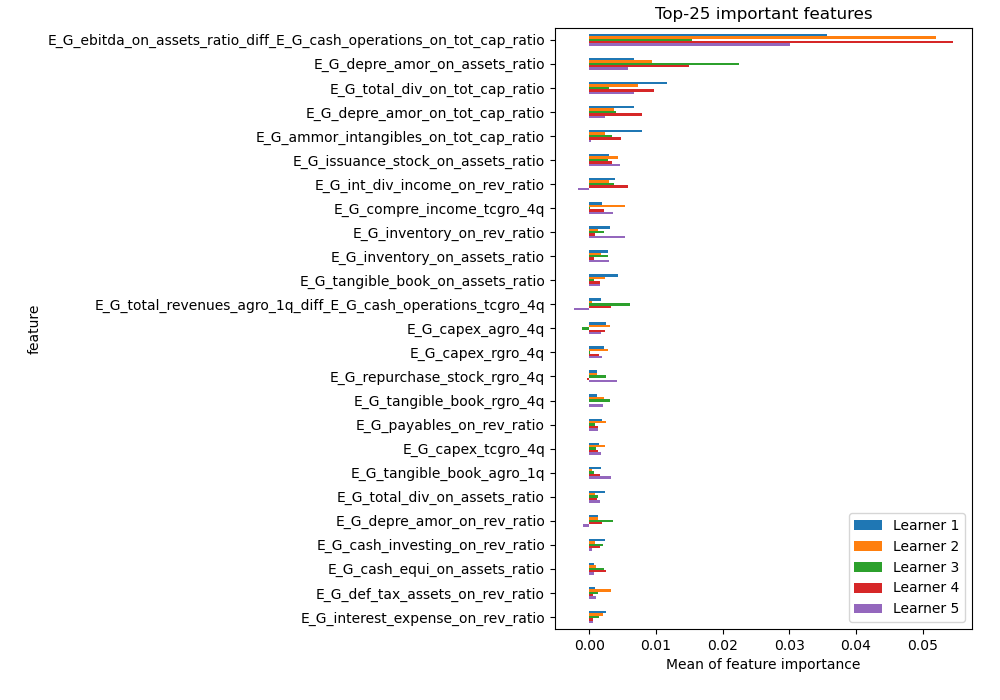 Top-25 important features
E_G_ebitda_on_assets_ratio_diff_E_G_cash_operations_on_tot_cap_ratio
E_G_depre_amor_on_assets_ratio
E_G_total_div_on_tot_cap_ratio
E_G_depre_amor_on_tot_cap_ratio
E_G_ammor_intangibles_on_tot_cap_ratio
E_G_issuance_stock_on_assets_ratio
E_G_int_div_income_on_rev_ratio
E_G_compre_income_tcgro_4q
E_G_inventory_on_rev_ratio
E_G_inventory_on_assets_ratio
E_G_tangible_book_on_assets_ratio
E_G_total_revenues_agro_1q_diff_E_G_cash_operations_tcgro_4q
E_G_capex_agro_4q
E_G_capex_rgro_4q
E_G_repurchase_stock_rgro_4q
E_G_tangible_book_rgro_4q
E_G_payables_on_rev_ratio
E_G_capex_tcgro_4q
E_G_tangible_book_agro_1q
E_G_total_div_on_assets_ratio
E_G_depre_amor_on_rev_ratio
E_G_cash_investing_on_rev_ratio
E_G_cash_equi_on_assets_ratio
E_G_def_tax_assets_on_rev_ratio
E_G_interest_expense_on_rev_ratio
feature
Learner 1
Learner 2
Learner 3
Learner 4
Learner 5
0.00 0.01 0.02 0.03 0.04 0.05
Mean of feature importance